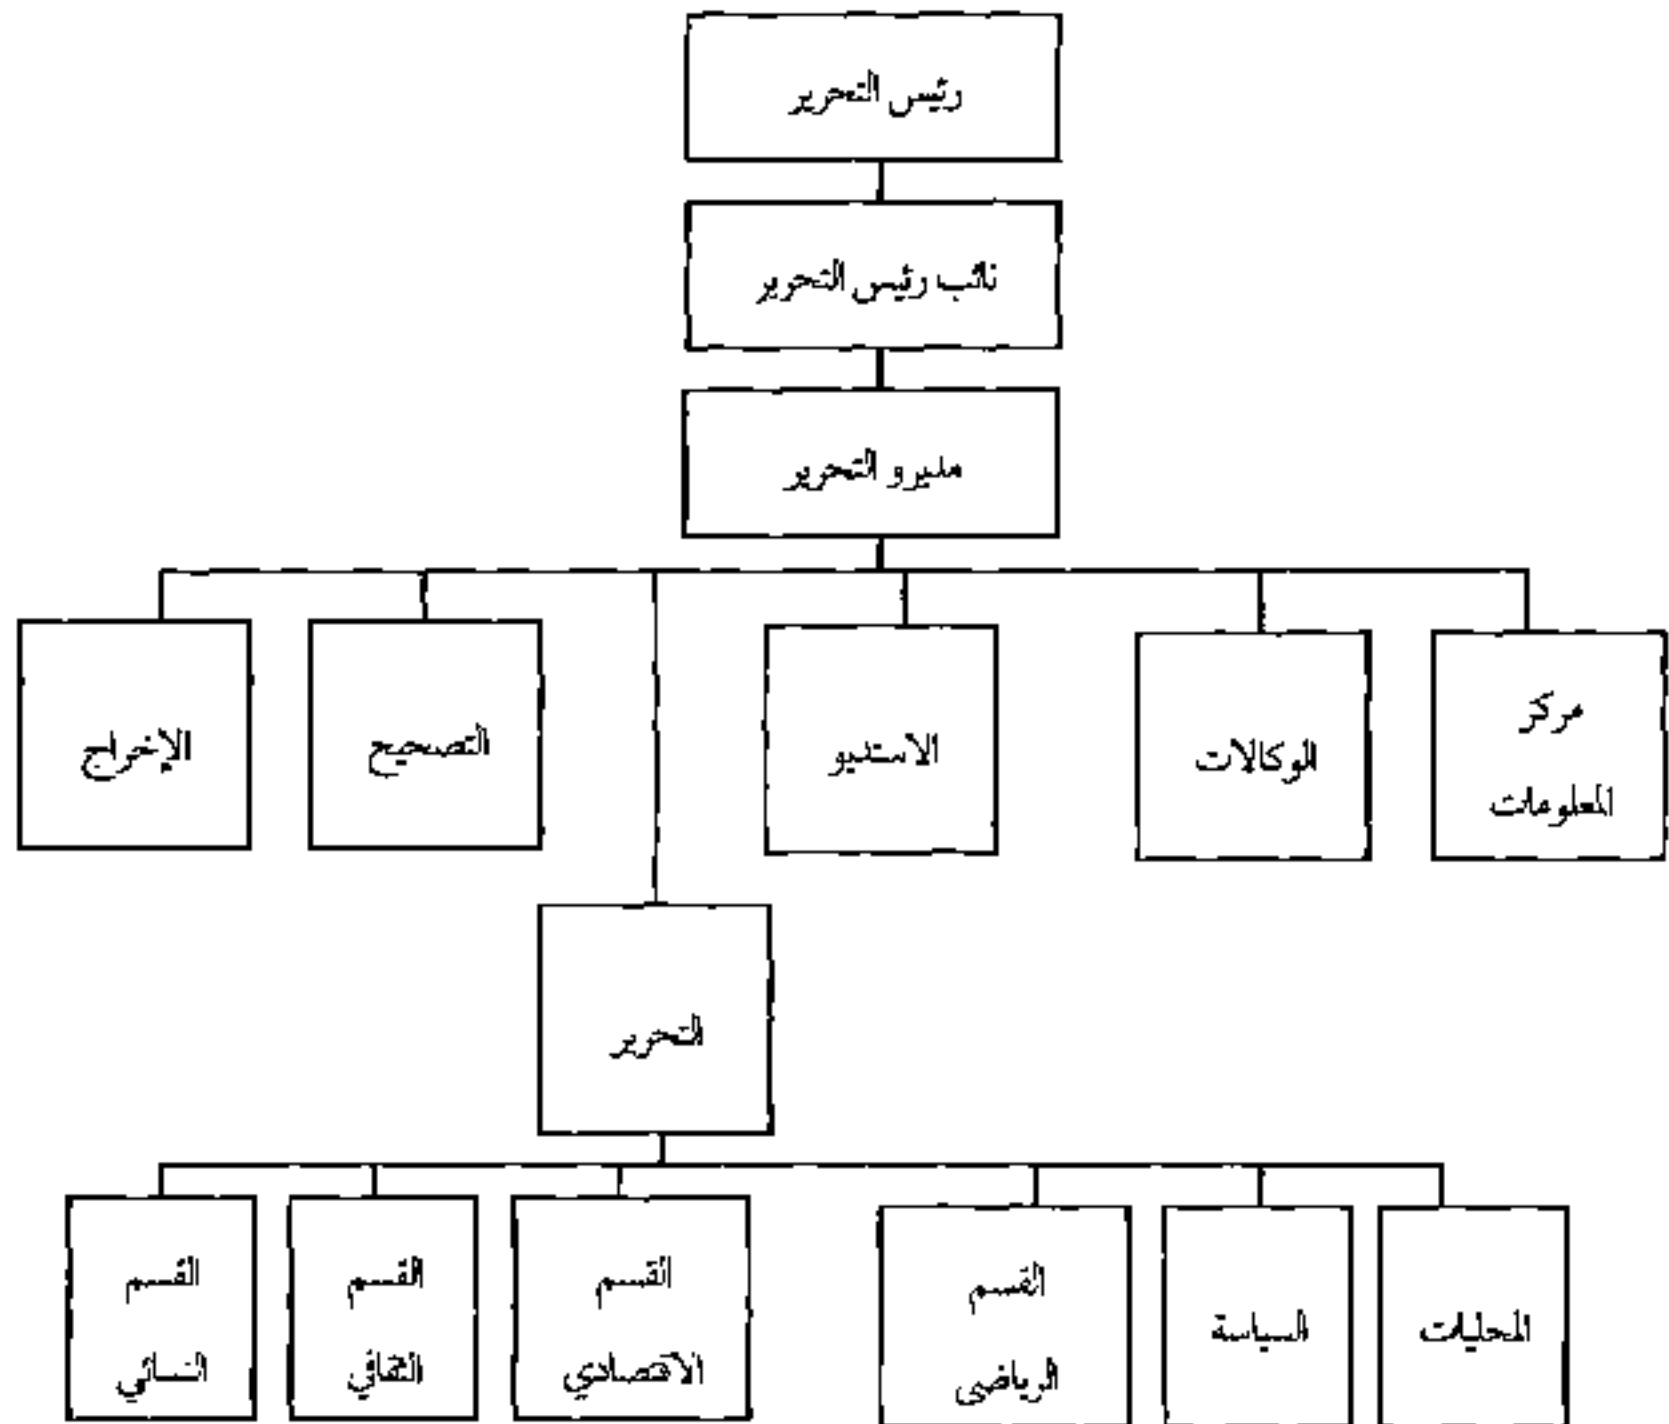 رئيس التحرير
نائب رئيس التحرير
مديرو التحرير
مركز
المعلومات
الوكالات
الاستديو
التصحيح
الإخراج
التحرير
المحليات
السياسة
القسم
الرياضى
القسم
الاقتصادي
القسم
الثقافي
القسم
النسائي